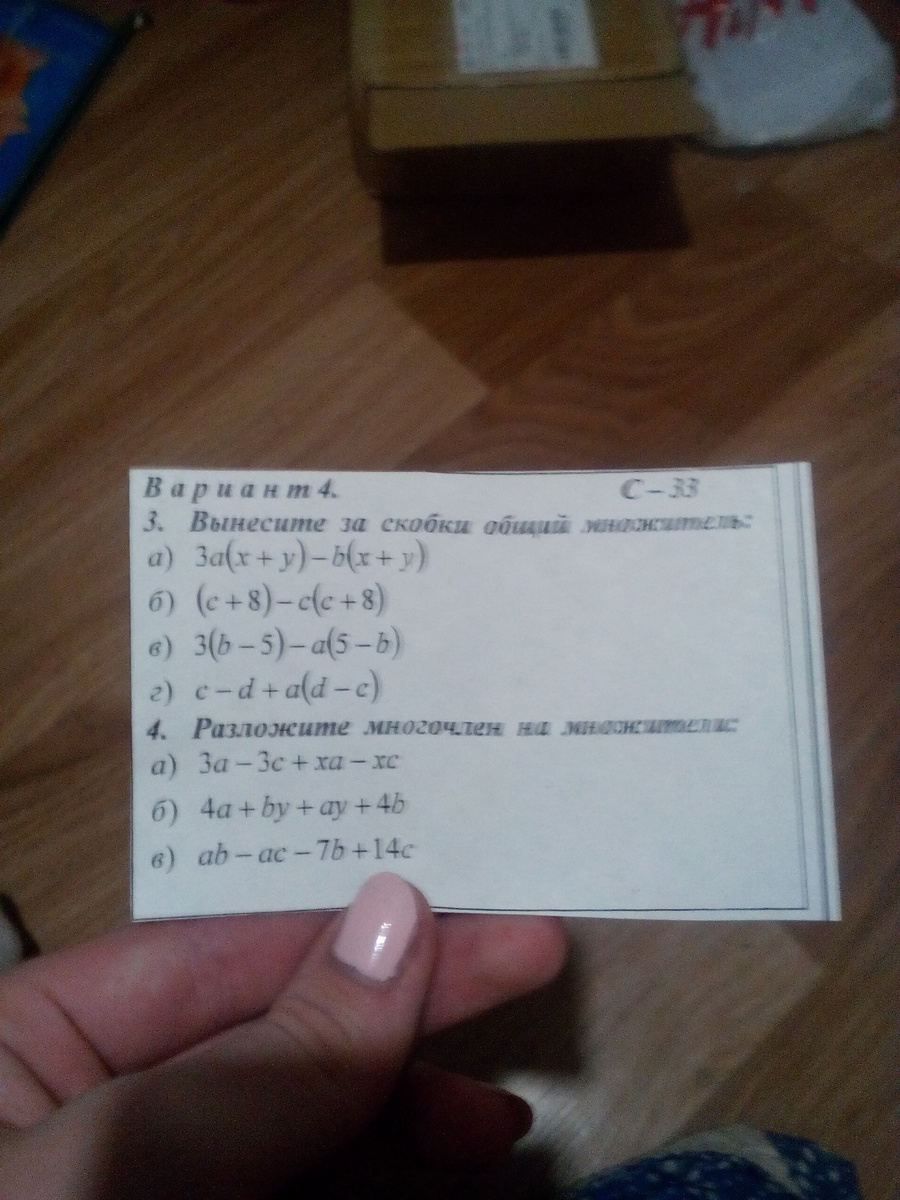 Вариант 4. С – 33
3. Вынесите за скобки общий множитель:
а) 3a(x + y) – b(x + y)
б) (c + 8) – c(c + 8)
в) 3(b – 5) – a(5 – b)
г) c – d + a(d – c)
4. Разложите многочлен на множители:
а) 3a – 3c + xa – xc
б) 4a + by + ay + 4b
в) ab – ac – 7b + 14c